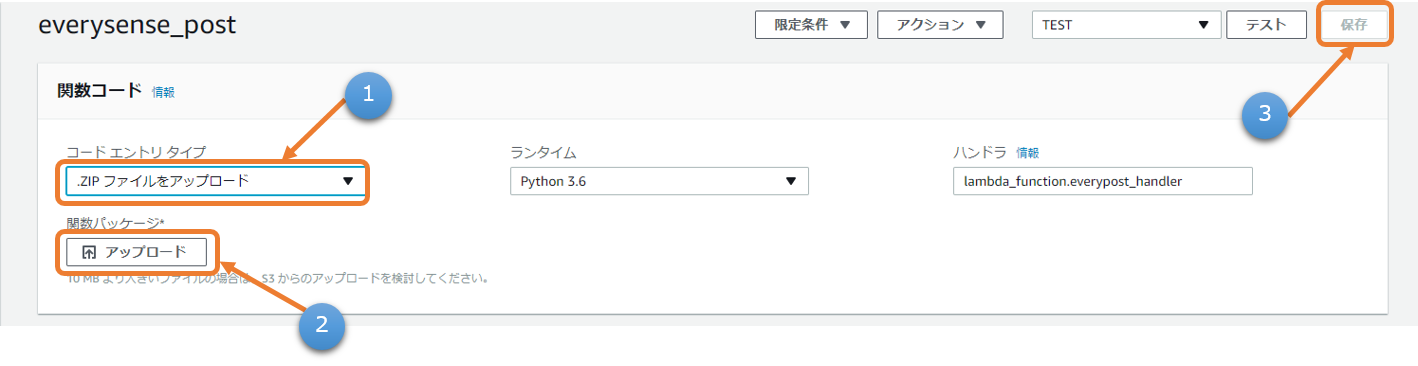 everysense_post
限定条件
アクション
TEST
テスト
保存
関数コード 情報
1
3
コード エントリ タイプ
ランタイム
ハンドラ 情報
.ZIP ファイルをアップロード
Python 3.6
lambda_function.everypost_handler
関数パッケージ*
アップロード
10 MB より大きいファイルの場合は、S3 からのアップロードを検討してください。
2